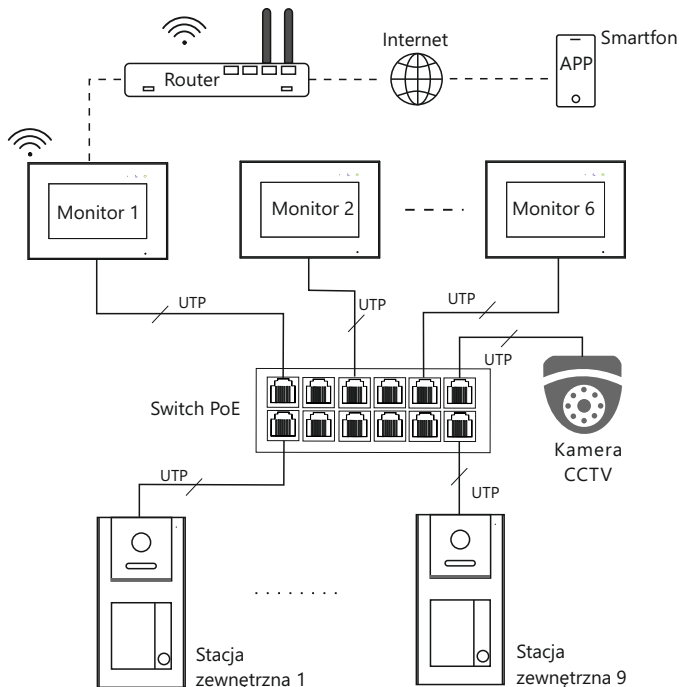 Internet
Smartfon
APP
Router
Monitor 1
Monitor 2
Monitor 6
UTP
UTP
UTP
UTP
Switch PoE
Kamera
CCTV
UTP
UTP
Stacja
zewnętrzna 1
Stacja
zewnętrzna 9